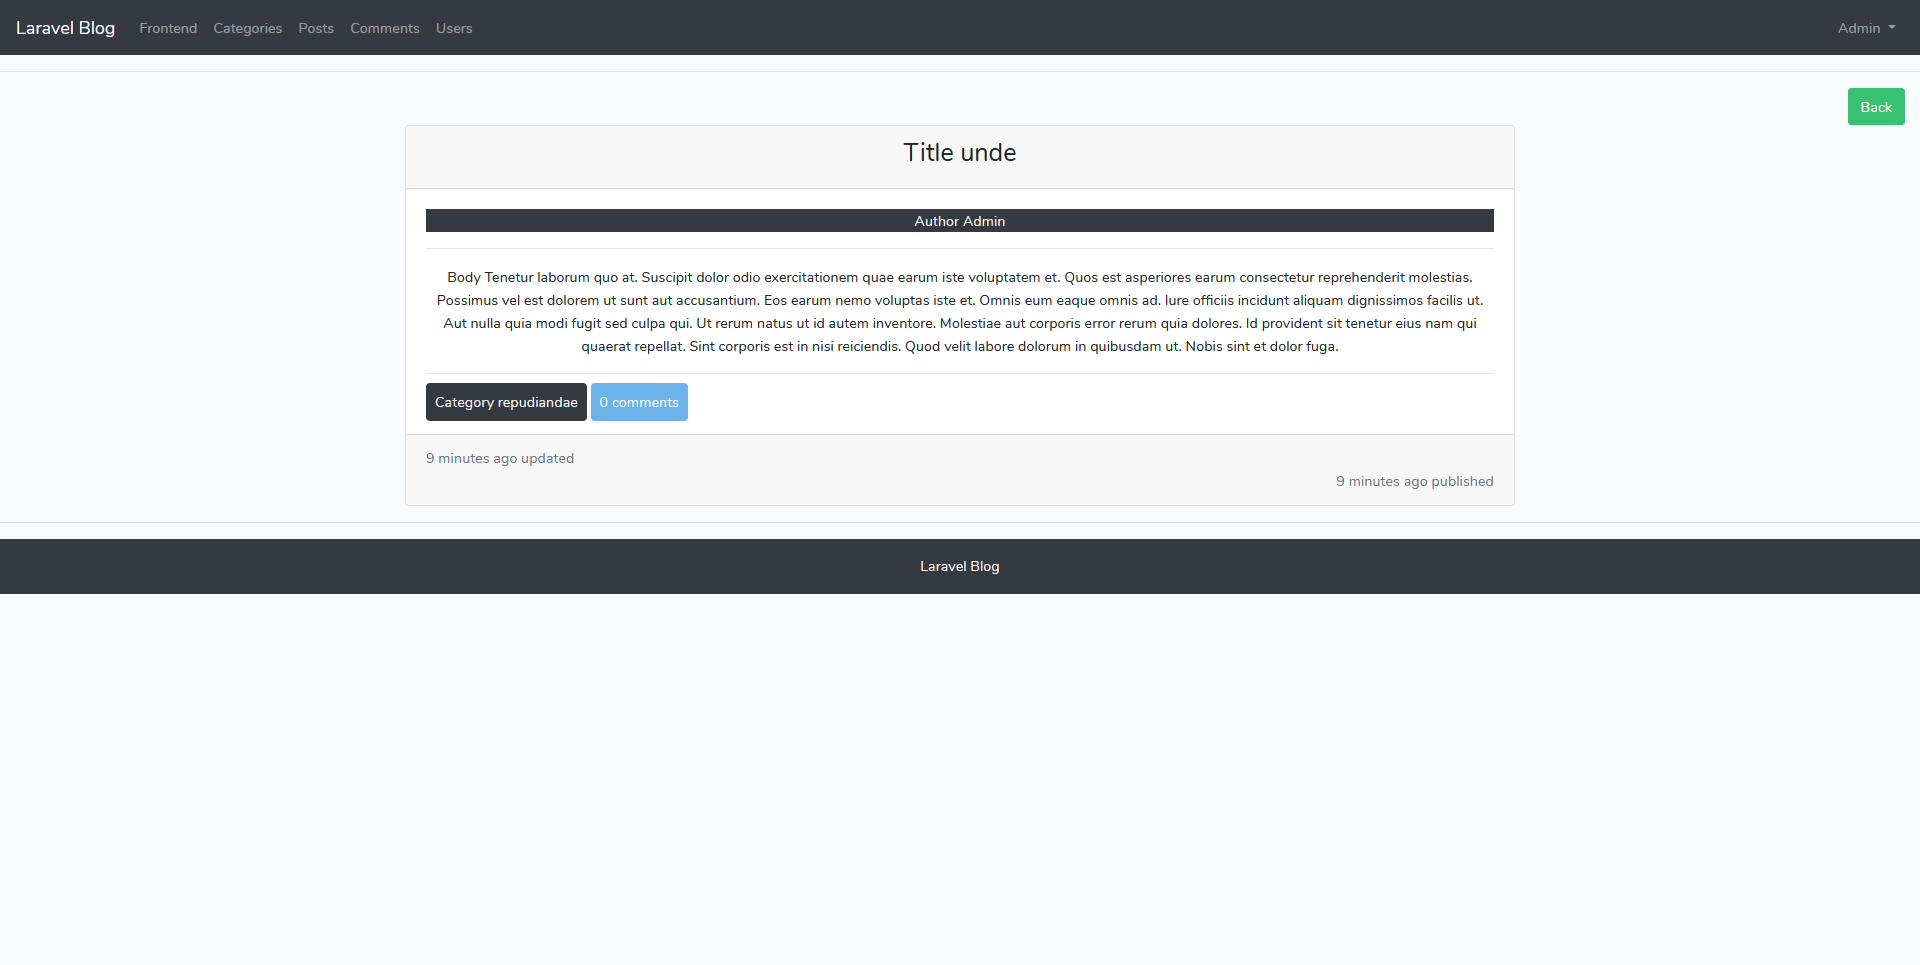 Laravel Blog Frontend Categories Posts Comments Users Admin
Back
Title unde
Author Admin
Body Tenetur laborum quo at. Suscipit dolor odio exercitationem quae earum iste voluptatem et. Quos est asperiores earum consectetur reprehenderit molestias.
Possimus vel est dolorem ut sunt aut accusantium. Eos earum nemo voluptas iste et. Omnis eum eaque omnis ad. Iure officiis incidunt aliquam dignissimos facilis ut.
Aut nulla quia modi fugit sed culpa qui. Ut rerum natus ut id autem inventore. Molestiae aut corporis error rerum quia dolores. Id provident sit tenetur eius nam qui
quaerat repellat. Sint corporis est in nisi reiciendis. Quod velit labore dolorum in quibusdam ut. Nobis sint et dolor fuga.
Category repudiandae 0 comments
9 minutes ago updated
9 minutes ago published
Laravel Blog